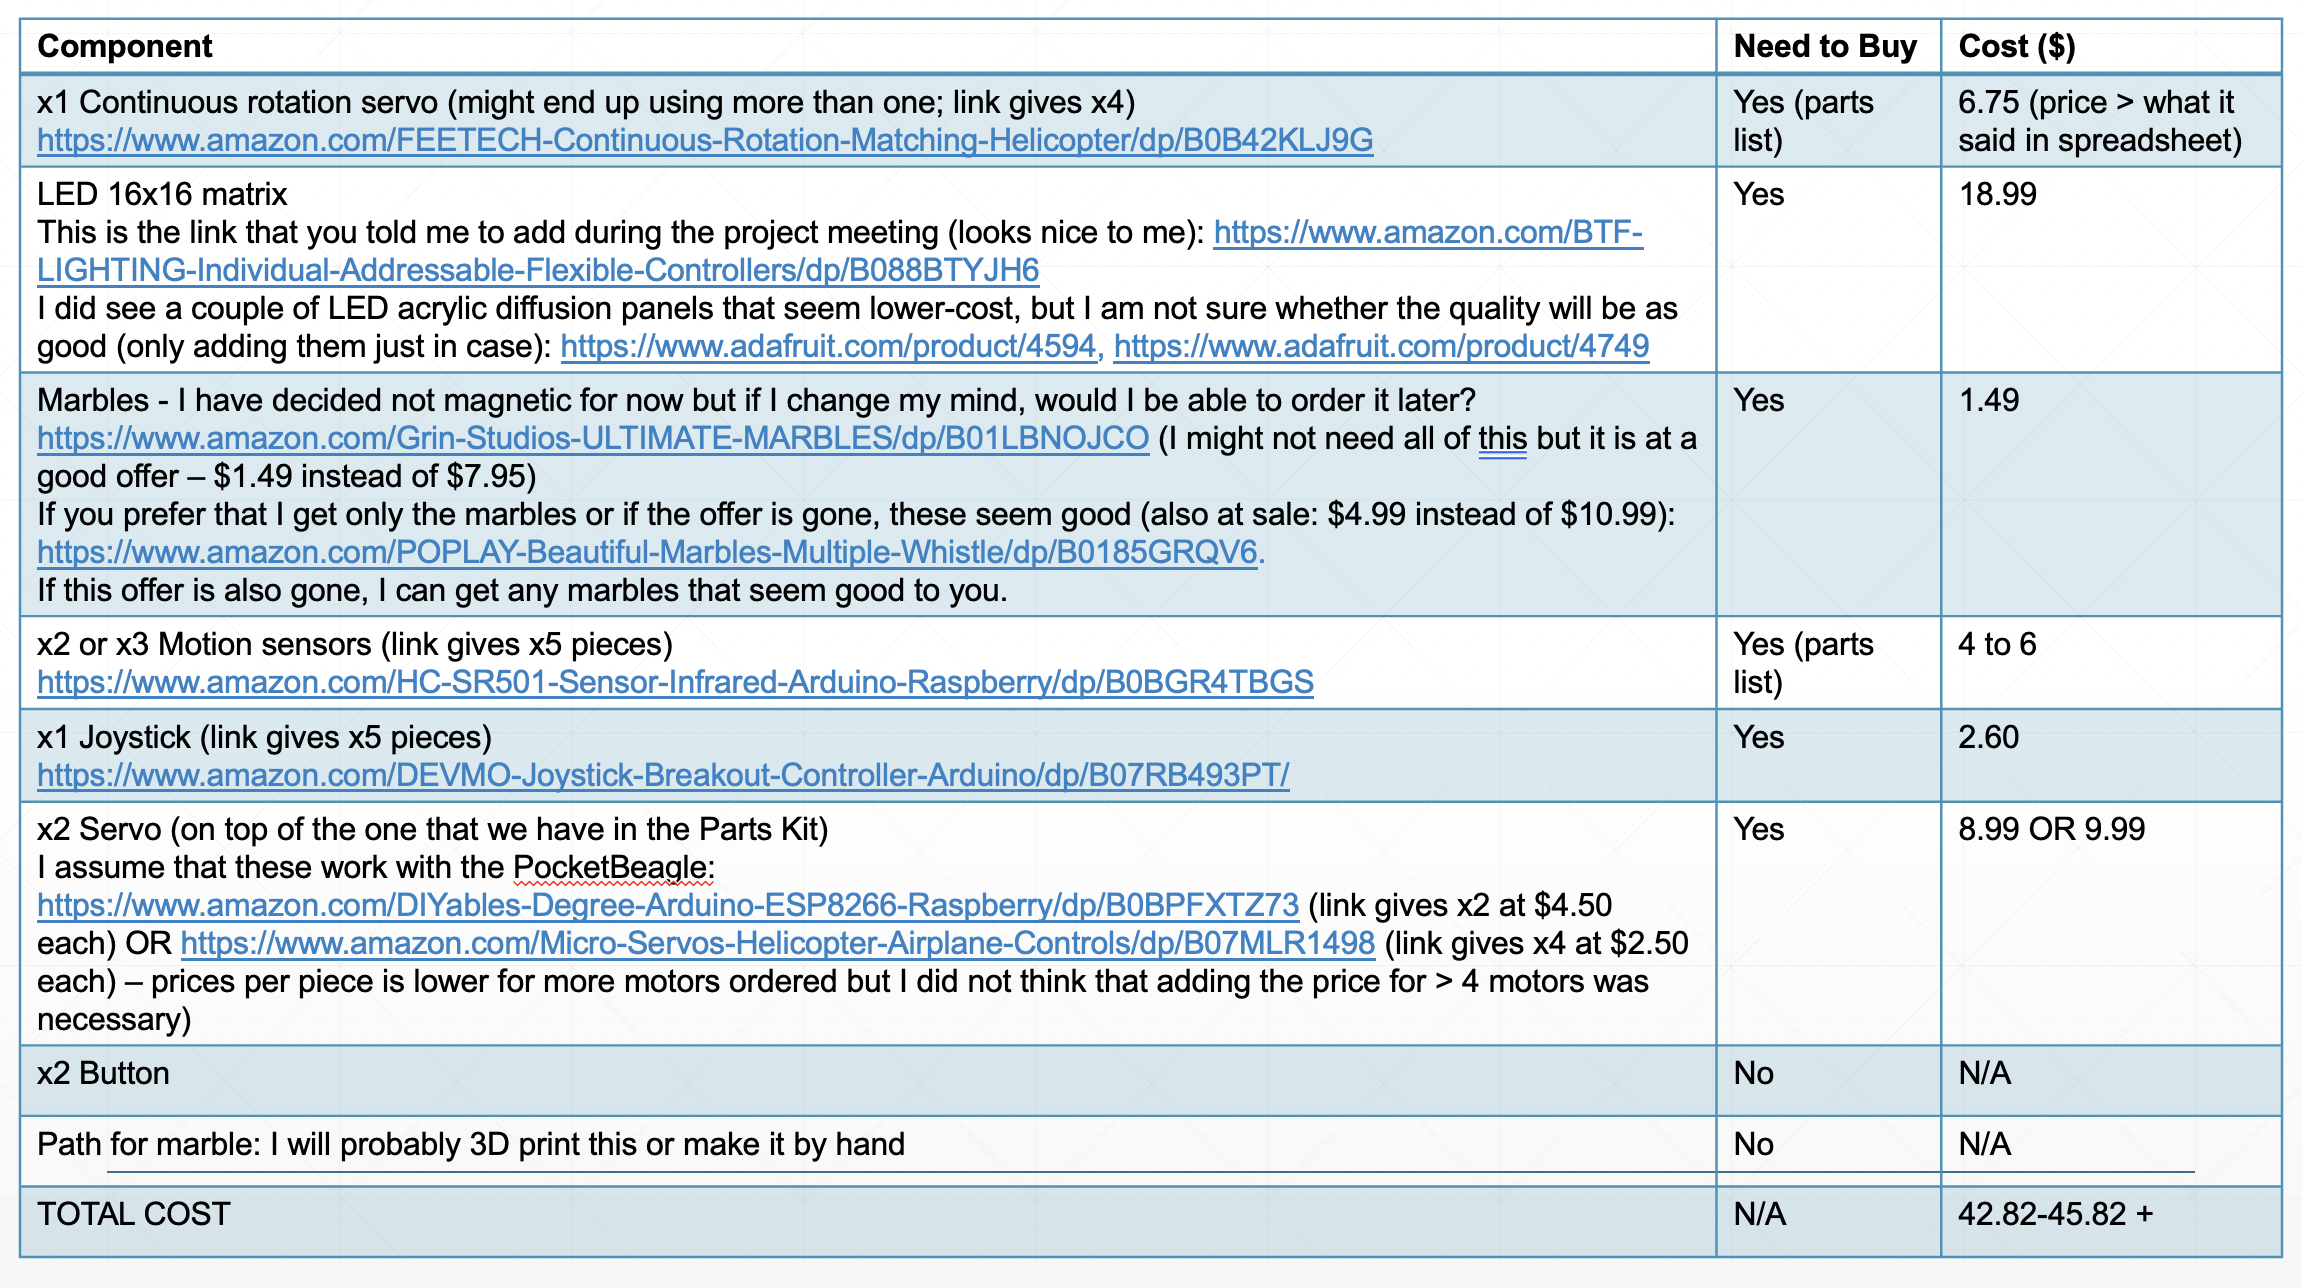 Component Need to Buy Cost ($)
x1 Continuous rotation servo (might end up using more than one; link gives x4) Yes (parts 6.75 (price > what it
https://www.amazon.com/FEETECH-Continuous-Rotation-Matching-Helicopter/dp/B0B42KLJ9G list) said in spreadsheet)
LED 16x16 matrix Yes 18.99
This is the link that you told me to add during the project meeting (looks nice to me): https://www.amazon.com/BTF-
LIGHTING-Individual-Addressable-Flexible-Controllers/dp/B088BTYJH6
I did see a couple of LED acrylic diffusion panels that seem lower-cost, but I am not sure whether the quality will be as
good (only adding them just in case): https://www.adafruit.com/product/4594, https://www.adafruit.com/product/4749
Marbles - I have decided not magnetic for now but if I change my mind, would I be able to order it later? Yes 1.49
https://www.amazon.com/Grin-Studios-ULTIMATE-MARBLES/dp/B01LBNOJCO (I might not need all of this but it is at a
good offer – $1.49 instead of $7.95)
If you prefer that I get only the marbles or if the offer is gone, these seem good (also at sale: $4.99 instead of $10.99):
https://www.amazon.com/POPLAY-Beautiful-Marbles-Multiple-Whistle/dp/B0185GRQV6.
If this offer is also gone, I can get any marbles that seem good to you.
x2 or x3 Motion sensors (link gives x5 pieces) Yes (parts 4 to 6
https://www.amazon.com/HC-SR501-Sensor-Infrared-Arduino-Raspberry/dp/B0BGR4TBGS list)
x1 Joystick (link gives x5 pieces) Yes 2.60
https://www.amazon.com/DEVMO-Joystick-Breakout-Controller-Arduino/dp/B07RB493PT/
x2 Servo (on top of the one that we have in the Parts Kit) Yes 8.99 OR 9.99
I assume that these work with the PocketBeagle:
https://www.amazon.com/DIYables-Degree-Arduino-ESP8266-Raspberry/dp/B0BPFXTZ73 (link gives x2 at $4.50
each) OR https://www.amazon.com/Micro-Servos-Helicopter-Airplane-Controls/dp/B07MLR1498 (link gives x4 at $2.50
each) – prices per piece is lower for more motors ordered but I did not think that adding the price for > 4 motors was
necessary)
x2 Button No N/A
Path for marble: I will probably 3D print this or make it by hand No N/A
TOTAL COST N/A 42.82-45.82 +